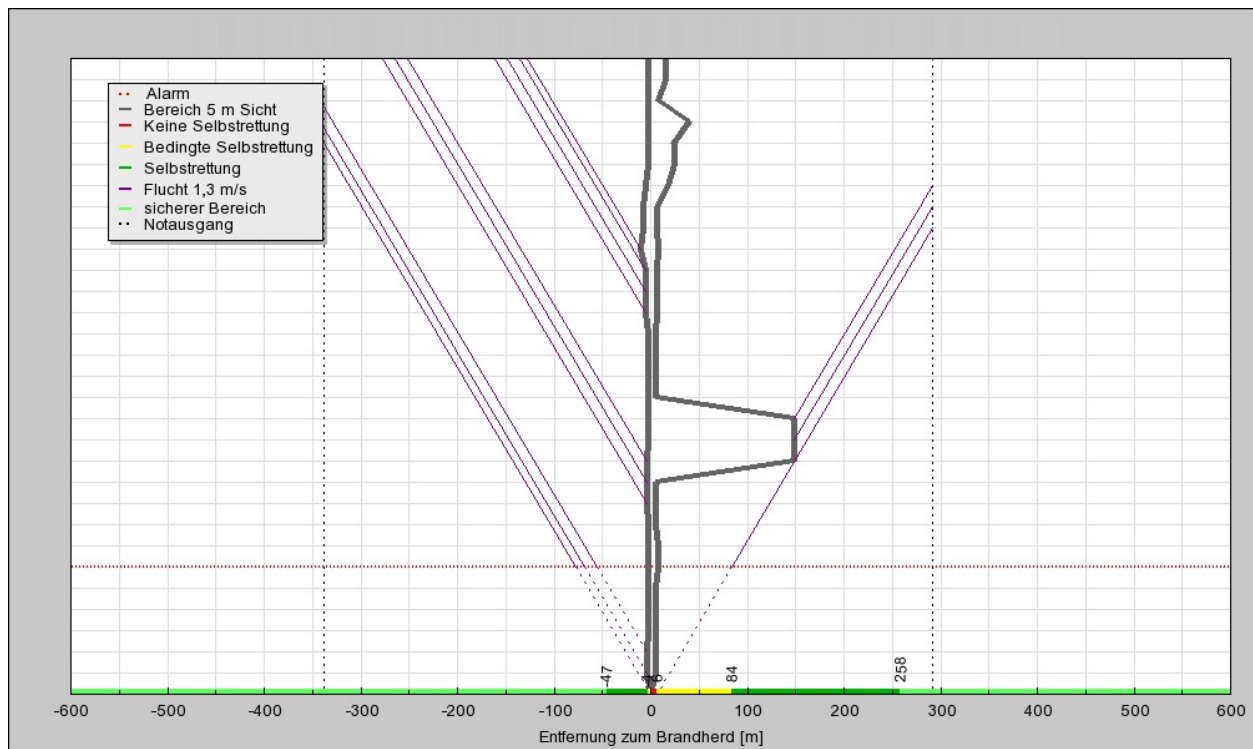 Alarm
Bereich 5 m Sicht
Keine Selbstrettung
Bedingte Selbstrettung
Selbstrettung
Flucht 1,3 m/s
sicherer Bereich
Notausgang
-47
84
258
-600 -500 -400 -300 -200 -100 0 100 200 300 400 500 600
Entfernung zum Brandherd [m]